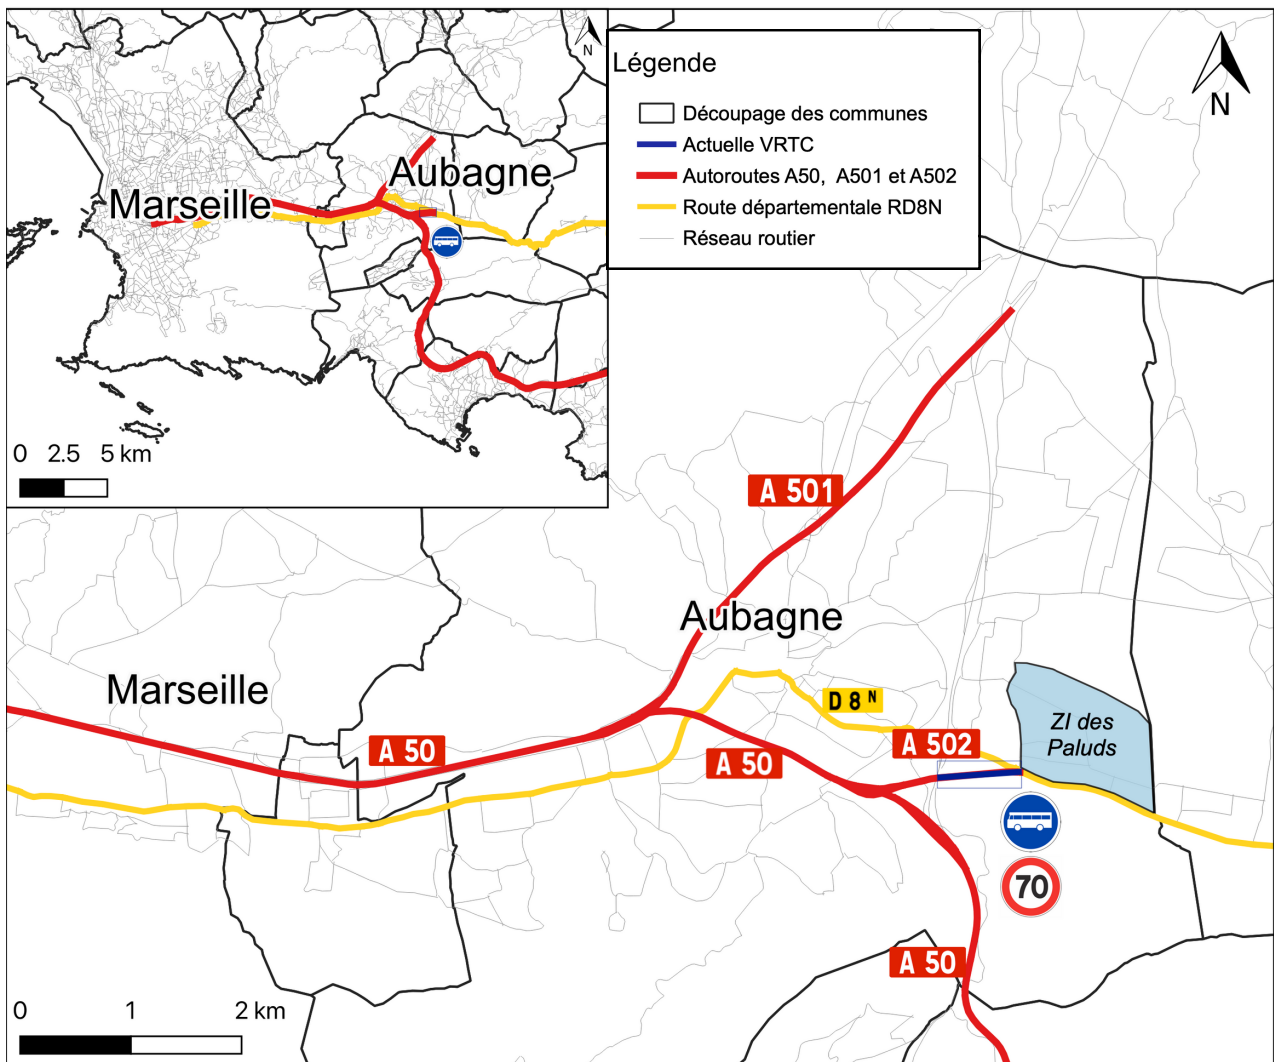 N
Aubagne
Marseille
0 2.5 5 km
Légende
Découpage des communes
Actuelle VRTC
Autoroutes A50, A501 et A502
Route départementale RD8N
Réseau routier
N
A 501
Aubagne
Marseille
D 8 N
A 50
A 50
A 502
ZI des
Paluds
70
A 50
0 1 2 km